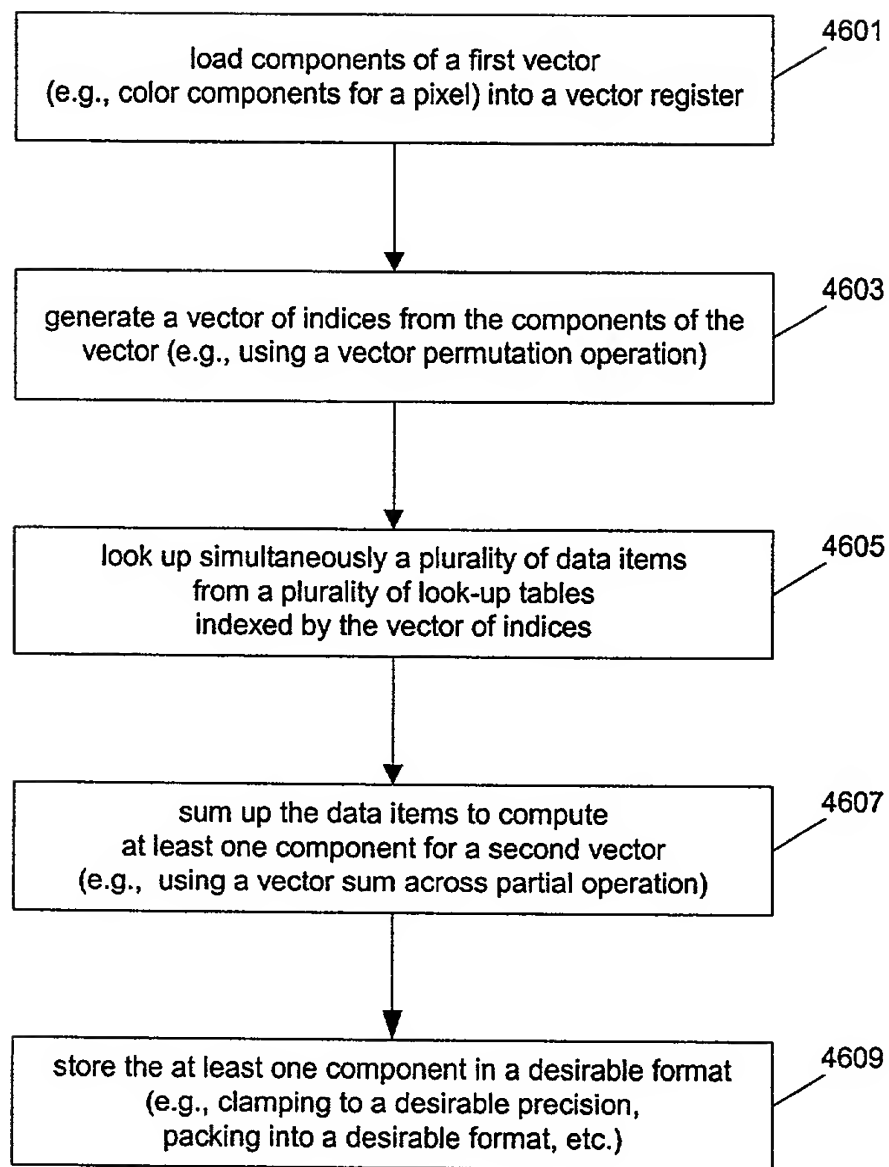 4601
load components of a first vector
(e.g., color components for a pixel) into a vector register
4603
generate a vector of indices from the components of the
vector (e.g., using a vector permutation operation)
4605
look up simultaneously a plurality of data items
from a plurality of look-up tables
indexed by the vector of indices
4607
sum up the data items to compute
at least one component for a second vector
(e.g., using a vector sum across partial operation)
4609
store the at least one component in a desirable format
(e.g., clamping to a desirable precision,
packing into a desirable format, etc.)